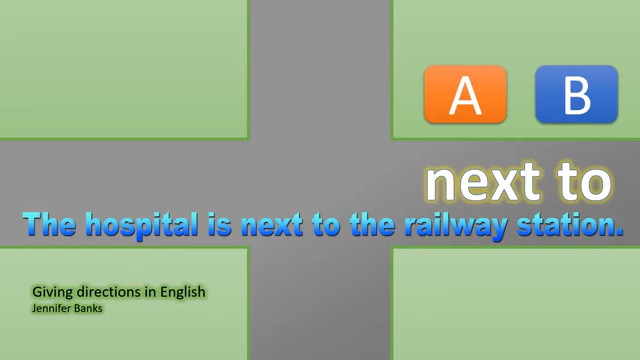 A B
next to
The hospital is next to the railway station.
Giving directions in English
Jennifer Banks